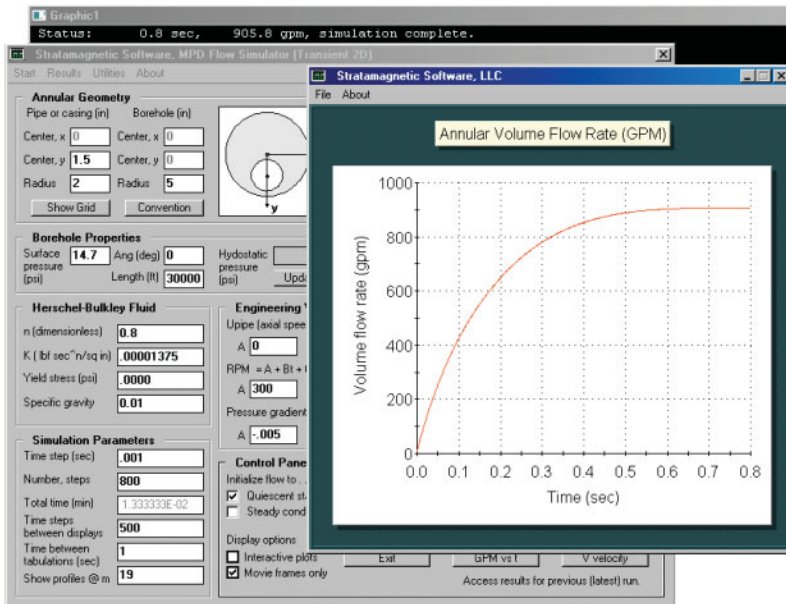 Graphic1
Status: 0.8 sec, 905.8 gpm, simulation complete.
Stratamagnetic Software, MPD Flow Simulator (Transient 2D)
Start Results Utilities About
Annular Geometry
Pipe or casing (in) Borehole (in)
Center, x 0 Center, x 0
Center, y 1.5 Center, y 0
Radius 2 Radius 5
Show Grid Convention
y
Borehole Properties
Surface pressure (psi) 14.7 Ang (deg) 0
Length (ft) 30000
Hydostatic pressure (psi)
Herschel-Bulkley Fluid
n (dimensionless) 0.8
K ( lbf sec^n/sq in) .00001375
Yield stress (psi) .0000
Specific gravity 0.01
Engineering
Upipe (axial
A 0
RPM = A + Bt +
A 300
Pressure gradient
A -.005
Simulation Parameters
Time step (sec) .001
Number, steps 800
Total time (min) 1.333333E-02
Time steps between displays 500
Time between tabulations (sec) 1
Show profiles @ m 19
Initialize flow to . .
Quiescent
Steady
Display options
Interactive plots
Movie frames only
Exit GPM vs t V velocity
Access results for previous (latest) run.
Stratamagnetic Software, LLC
File About
Annular Volume Flow Rate (GPM)
Volume flow rate (gpm)
1000
800
600
400
200
0
0.0 0.1 0.2 0.3 0.4 0.5 0.6 0.7 0.8
Time (sec)